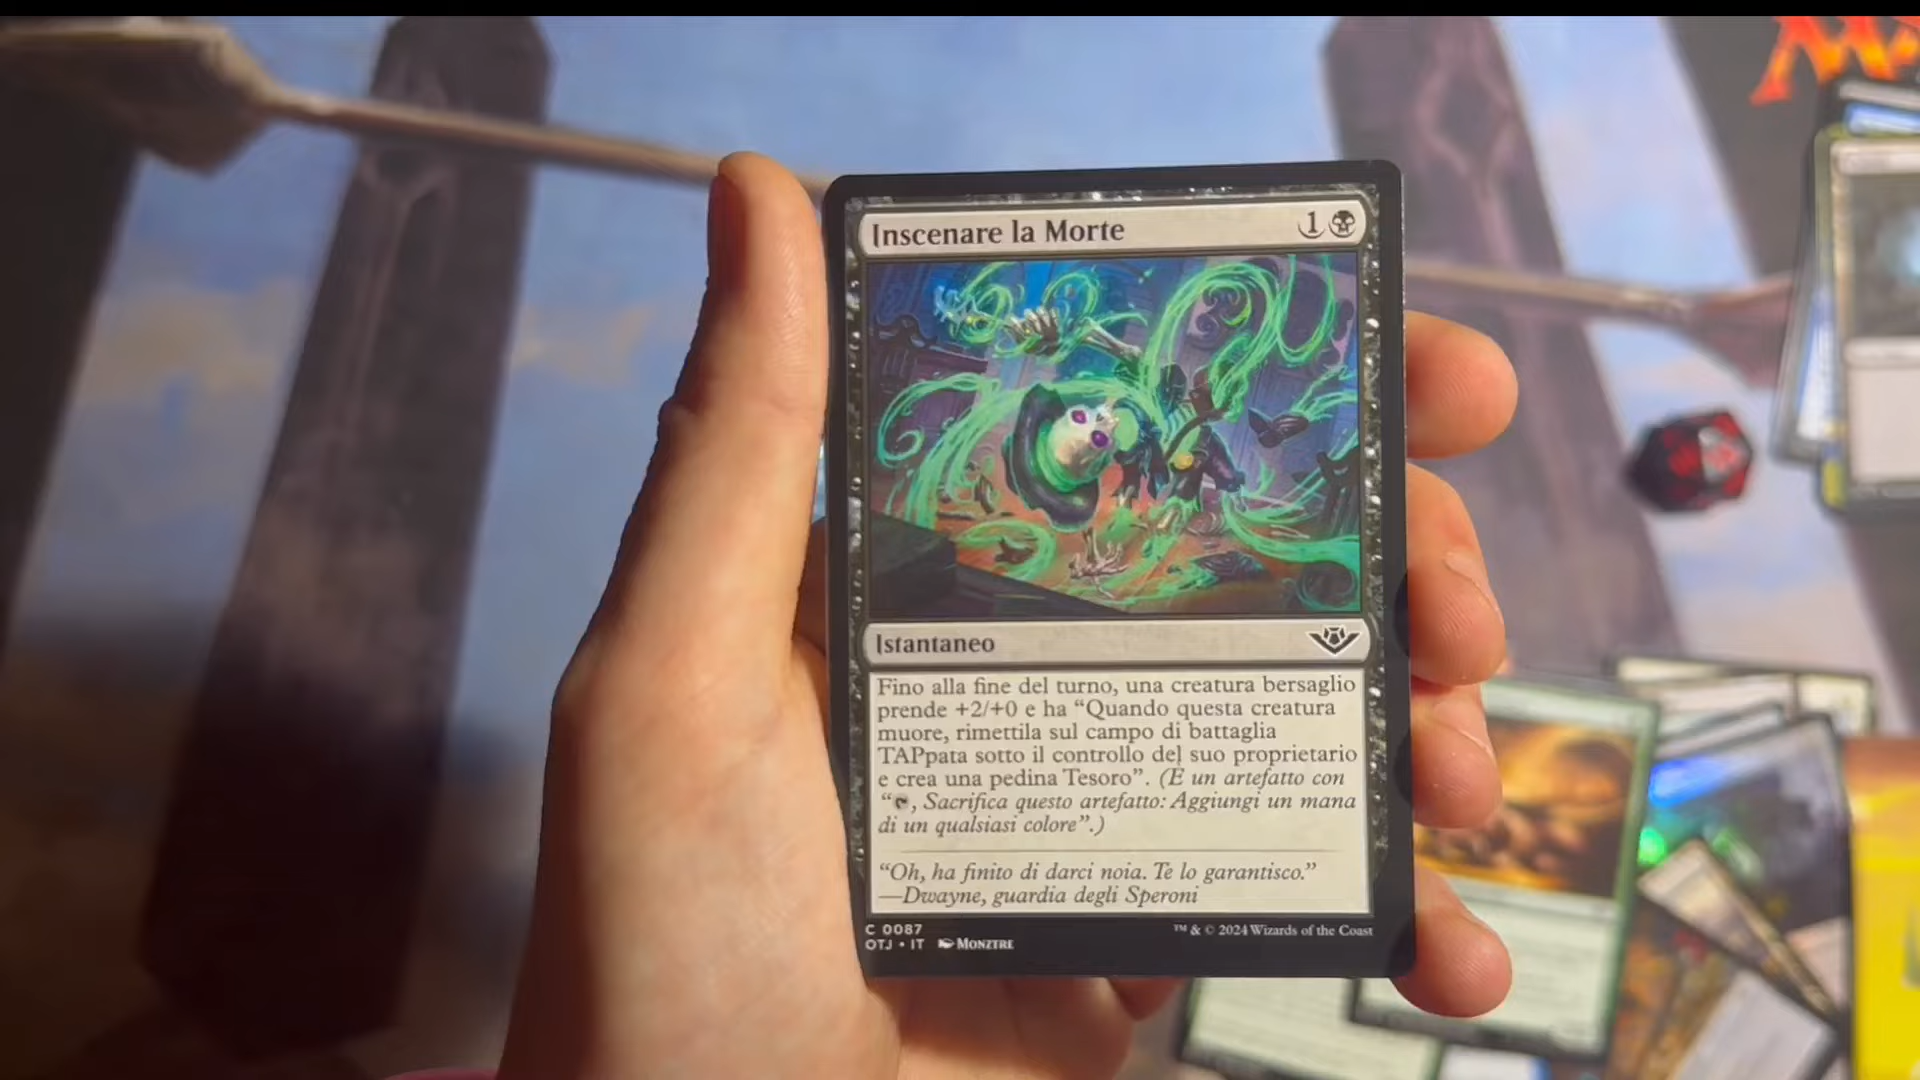 Inscenare la Morte 1
Istantaneo
Fino alla fine del turno, una creatura bersaglio
prende +2/+0 e ha “Quando questa creatura
muore, rimettila sul campo di battaglia
TAPpata sotto il controllo del suo proprietario
e crea una pedina Tesoro”. (È un artefatto con
“, Sacrifica questo artefatto: Aggiungi un mana
di un qualsiasi colore”.)
“Oh, ha finito di darci noia. Te lo garantisco.”
—Dwayne, guardia degli Speroni
C 0087
OTJ • IT MONZTRE
™ & © 2024 Wizards of the Coast